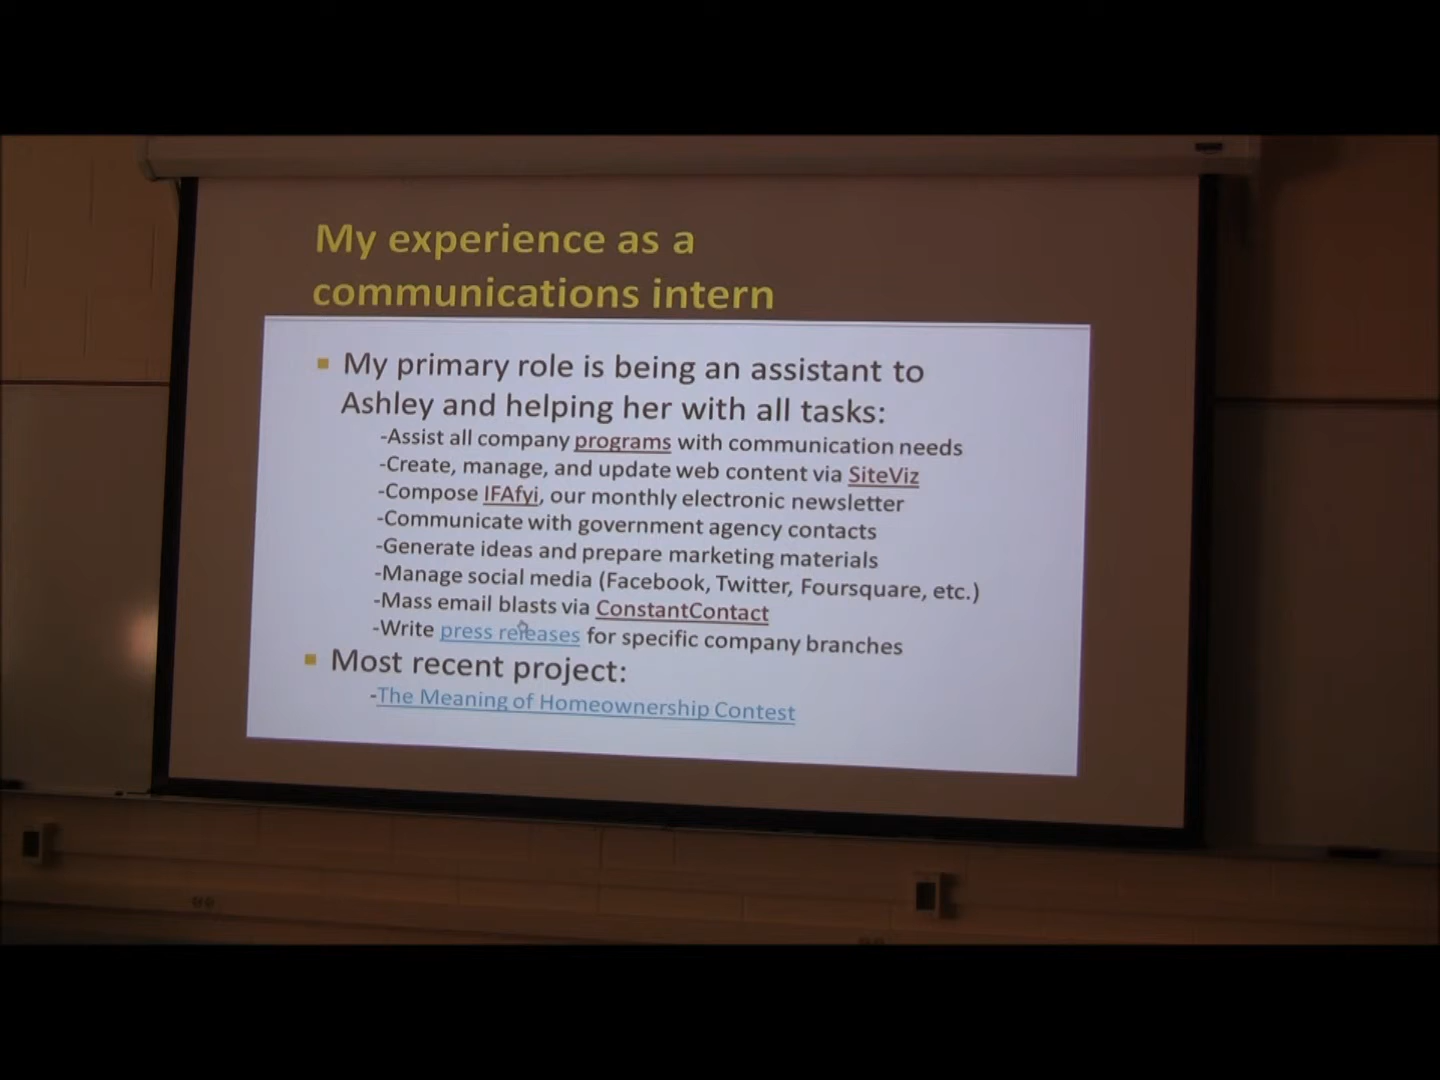 My experience as a
communications intern
My primary role is being an assistant to
Ashley and helping her with all tasks:
-Assist all company programs with communication needs
-Create, manage, and update web content via SiteViz
-Compose IFAfyi, our monthly electronic newsletter
-Communicate with government agency contacts
-Generate ideas and prepare marketing materials
-Manage social media (Facebook, Twitter, Foursquare, etc.)
-Mass email blasts via ConstantContact
-Write press releases for specific company branches
Most recent project:
-The Meaning of Homeownership Contest